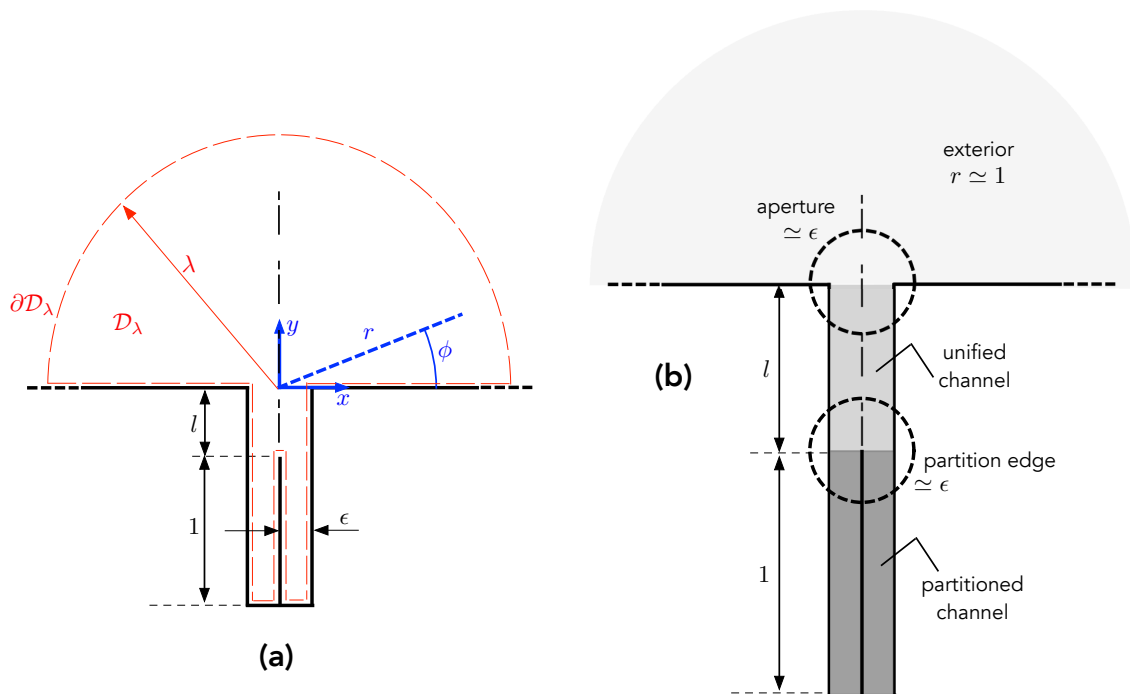 ∂𝒟_λ
𝒟_λ
λ
y
r
ϕ
x
l
1
ϵ
(a)
exterior
r ≃ 1
aperture
≃ ϵ
l
unified
channel
(b)
partition edge
≃ ϵ
1
partitioned
channel